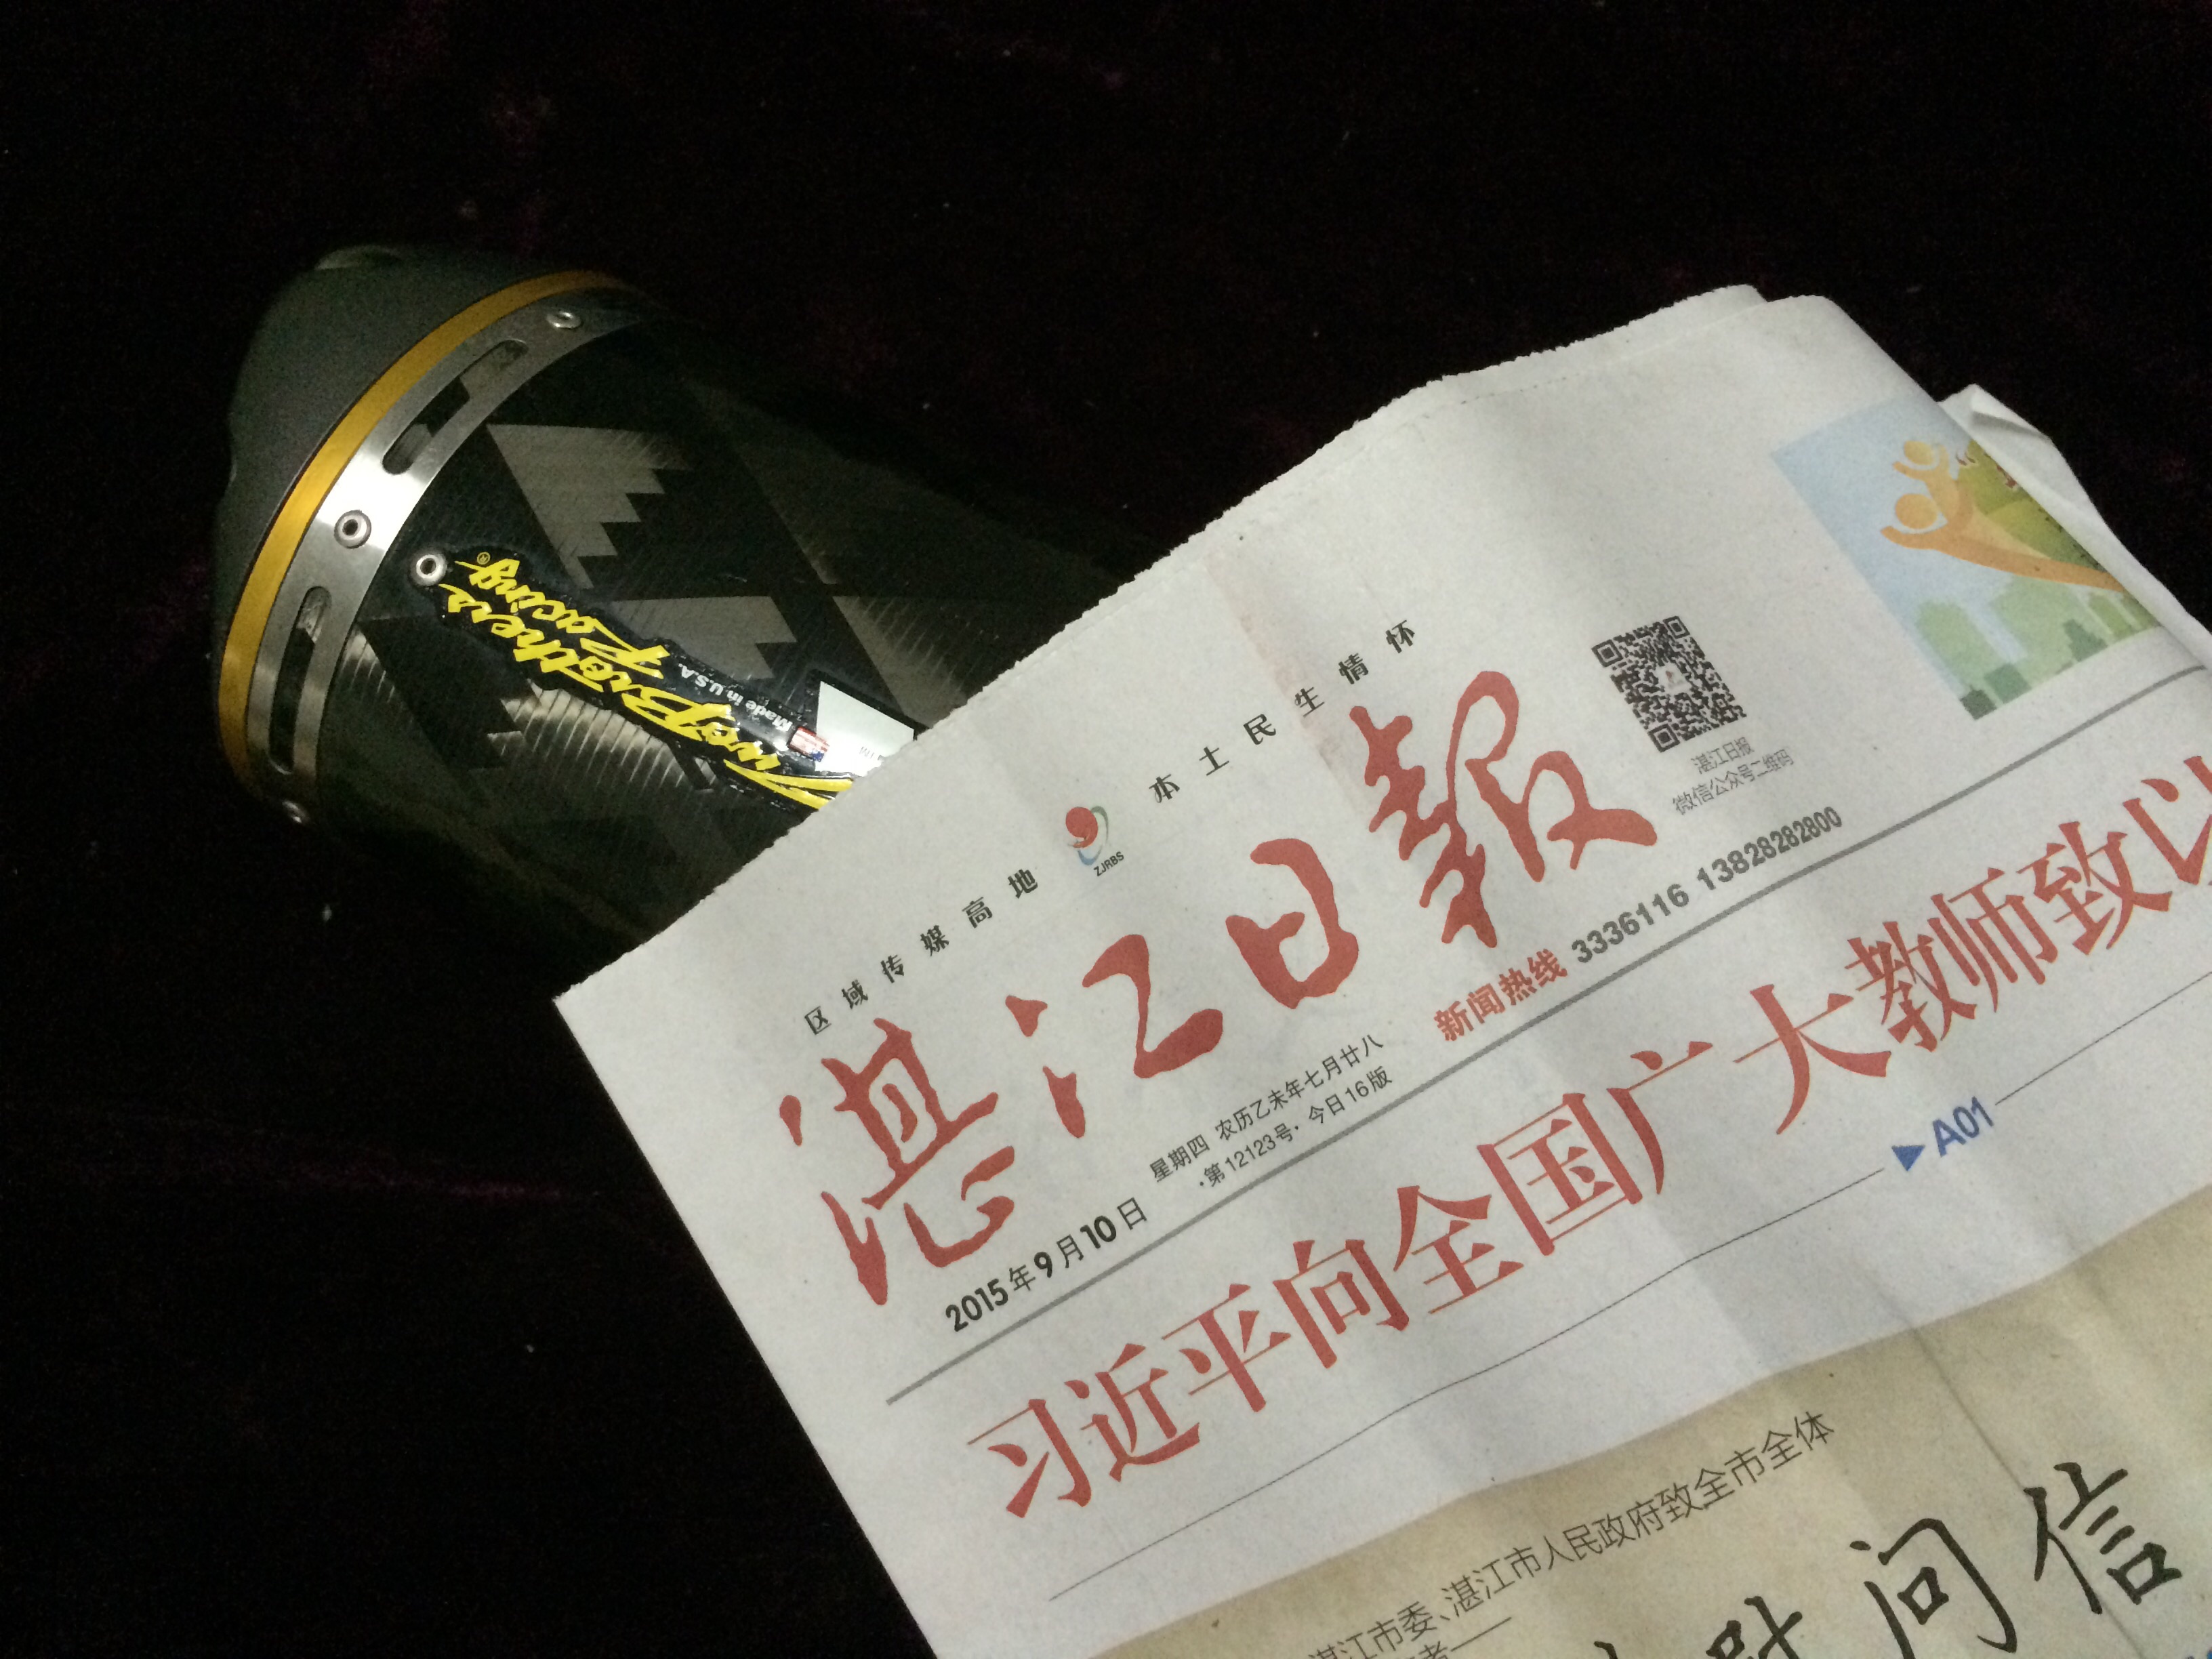 Two Brothers
Racing®
Made in U.S.A.
区域传媒高地 ZJRBS 本土民生情怀
湛江日報
湛江日报
微信公众号二维码
2015年9月10日
星期四 农历乙未年七月廿八
·第12123号· 今日16版
新闻热线 3336116 13828282800
习近平向全国广大教师致以
▶A01
湛江市委、湛江市人民政府致全市全体
者——
慰问信